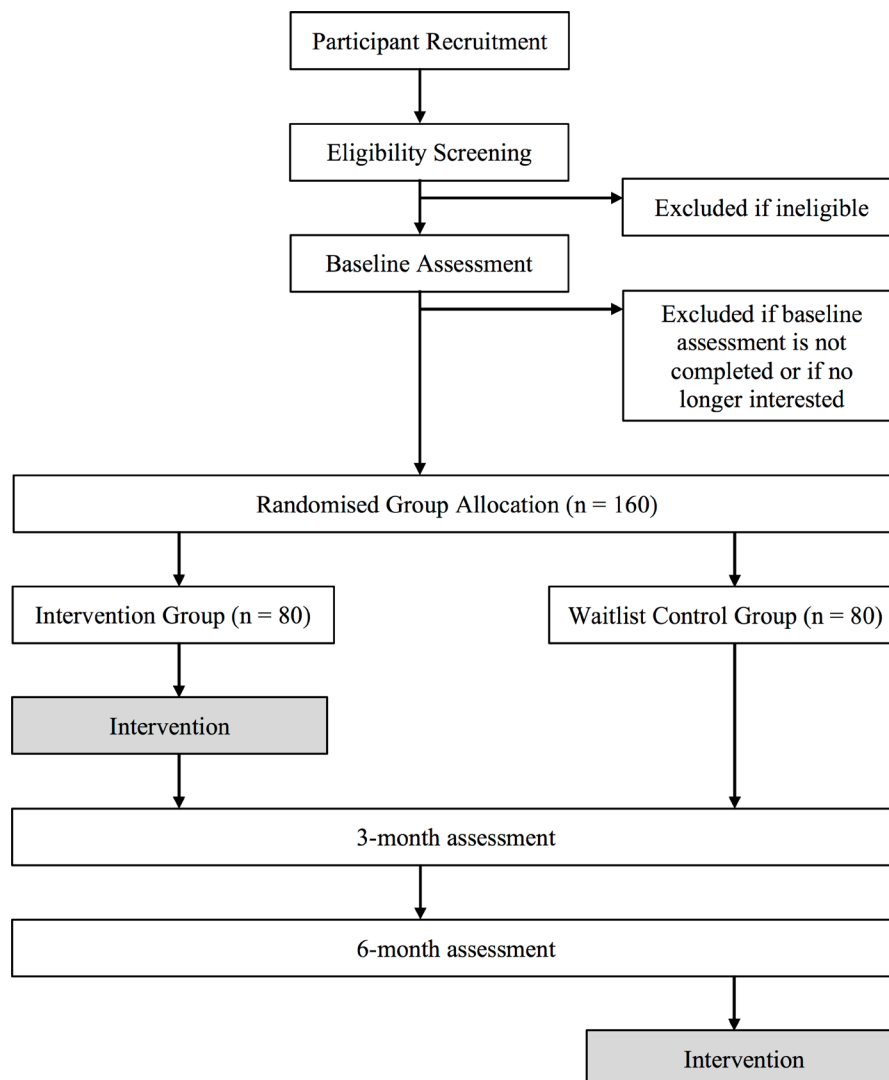 Participant Recruitment
Eligibility Screening
Excluded if ineligible
Baseline Assessment
Excluded if baseline
assessment is not
completed or if no
longer interested
Randomised Group Allocation (n = 160)
Intervention Group (n = 80)
Waitlist Control Group (n = 80)
Intervention
3-month assessment
6-month assessment
Intervention